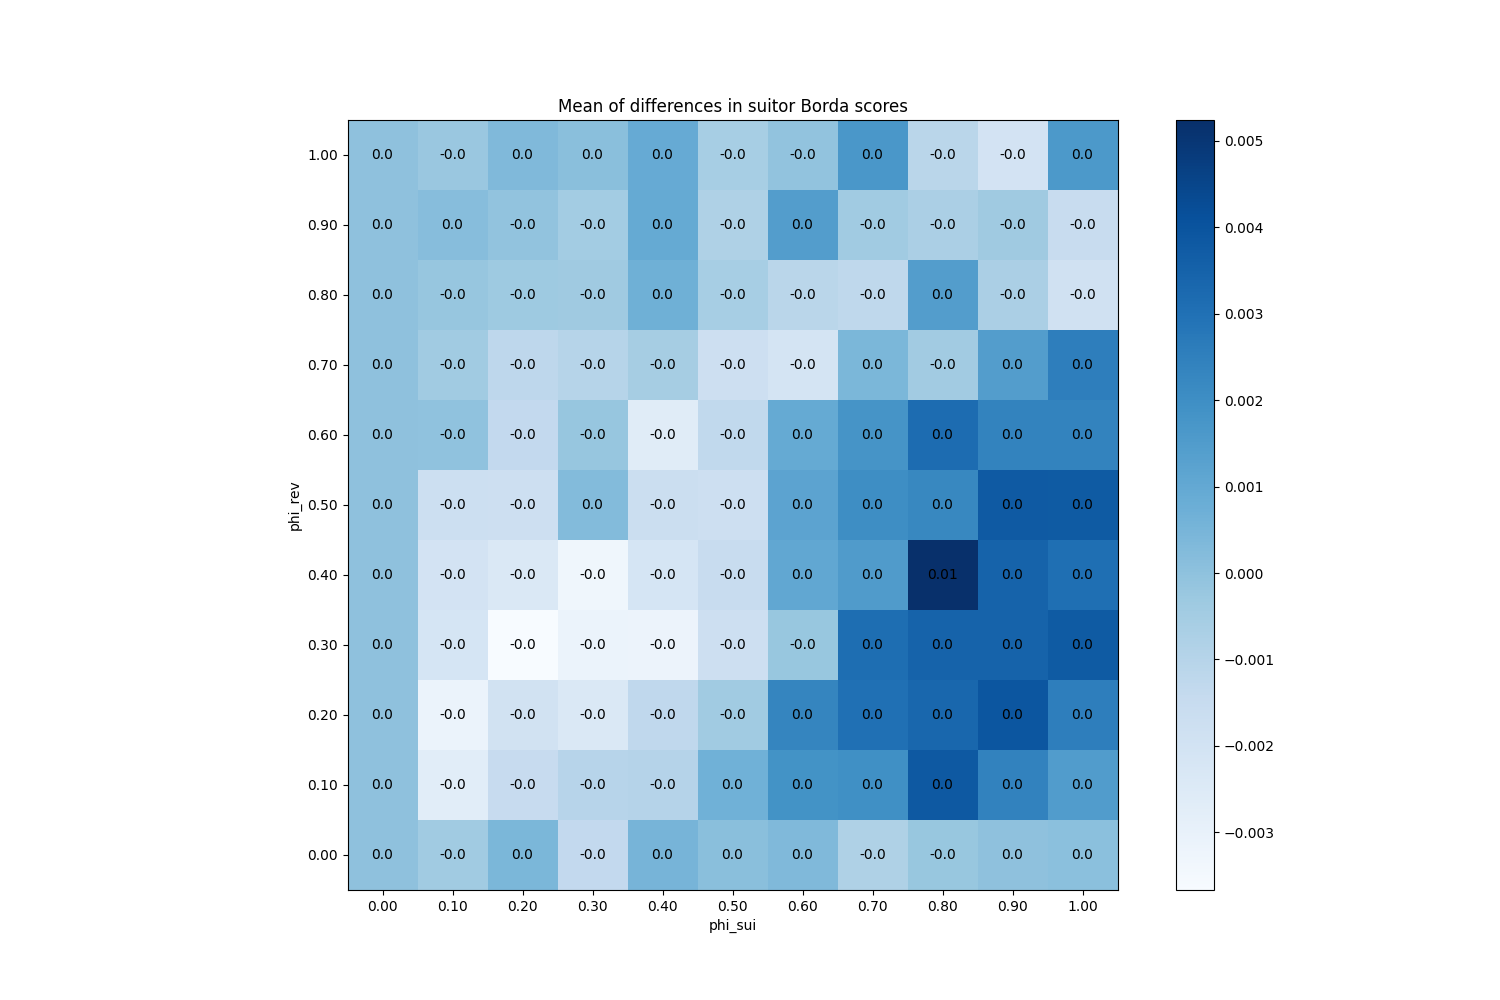 Mean of differences in suitor Borda scores
1.00 0.0 -0.0 0.0 0.0 0.0 -0.0 -0.0 0.0 -0.0 -0.0 0.0
0.90 0.0 0.0 -0.0 -0.0 0.0 -0.0 0.0 -0.0 -0.0 -0.0 -0.0
0.80 0.0 -0.0 -0.0 -0.0 0.0 -0.0 -0.0 -0.0 0.0 -0.0 -0.0
0.70 0.0 -0.0 -0.0 -0.0 -0.0 -0.0 -0.0 0.0 -0.0 0.0 0.0
0.60 0.0 -0.0 -0.0 -0.0 -0.0 -0.0 0.0 0.0 0.0 0.0 0.0
0.50 0.0 -0.0 -0.0 0.0 -0.0 -0.0 0.0 0.0 0.0 0.0 0.0
0.40 0.0 -0.0 -0.0 -0.0 -0.0 -0.0 0.0 0.0 0.01 0.0 0.0
0.30 0.0 -0.0 -0.0 -0.0 -0.0 -0.0 -0.0 0.0 0.0 0.0 0.0
0.20 0.0 -0.0 -0.0 -0.0 -0.0 -0.0 0.0 0.0 0.0 0.0 0.0
0.10 0.0 -0.0 -0.0 -0.0 -0.0 0.0 0.0 0.0 0.0 0.0 0.0
0.00 0.0 -0.0 0.0 -0.0 0.0 0.0 0.0 -0.0 -0.0 0.0 0.0
0.00 0.10 0.20 0.30 0.40 0.50 0.60 0.70 0.80 0.90 1.00
phi_sui
phi_rev
0.005
0.004
0.003
0.002
0.001
0.000
−0.001
−0.002
−0.003